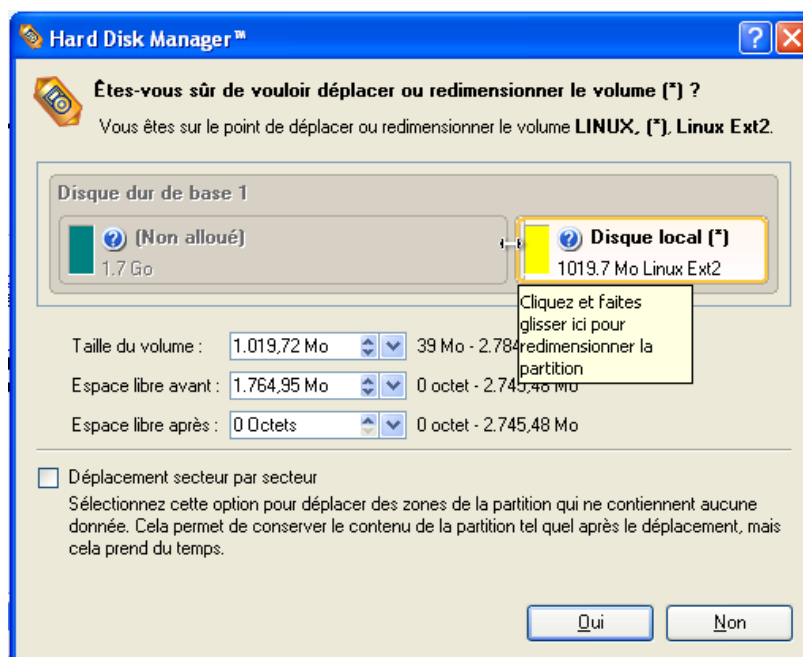 Hard Disk Manager™
Êtes-vous sûr de vouloir déplacer ou redimensionner le volume (*) ?
Vous êtes sur le point de déplacer ou redimensionner le volume LINUX, (*), Linux Ext2.
Disque dur de base 1
(Non alloué)
1.7 Go
Disque local (*)
1019.7 Mo Linux Ext2
Cliquez et faites
glisser ici pour
redimensionner la
partition
Taille du volume : 1.019,72 Mo 39 Mo - 2.784
Espace libre avant : 1.764,95 Mo 0 octet - 2.745,48 Mo
Espace libre après : 0 Octets 0 octet - 2.745,48 Mo
Déplacement secteur par secteur
Sélectionnez cette option pour déplacer des zones de la partition qui ne contiennent aucune
donnée. Cela permet de conserver le contenu de la partition tel quel après le déplacement, mais
cela prend du temps.
Oui
Non